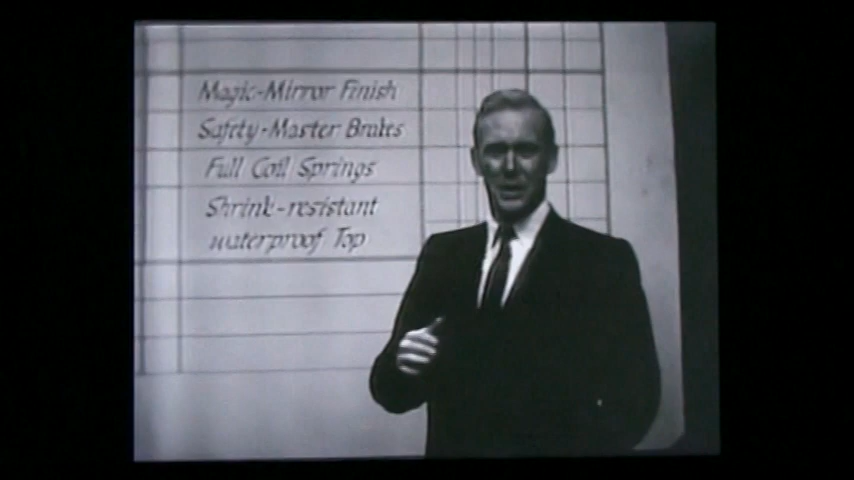 Magic-Mirror Finish
Safety-Master Brakes
Full Coil Springs
Shrink-resistant
waterproof Top